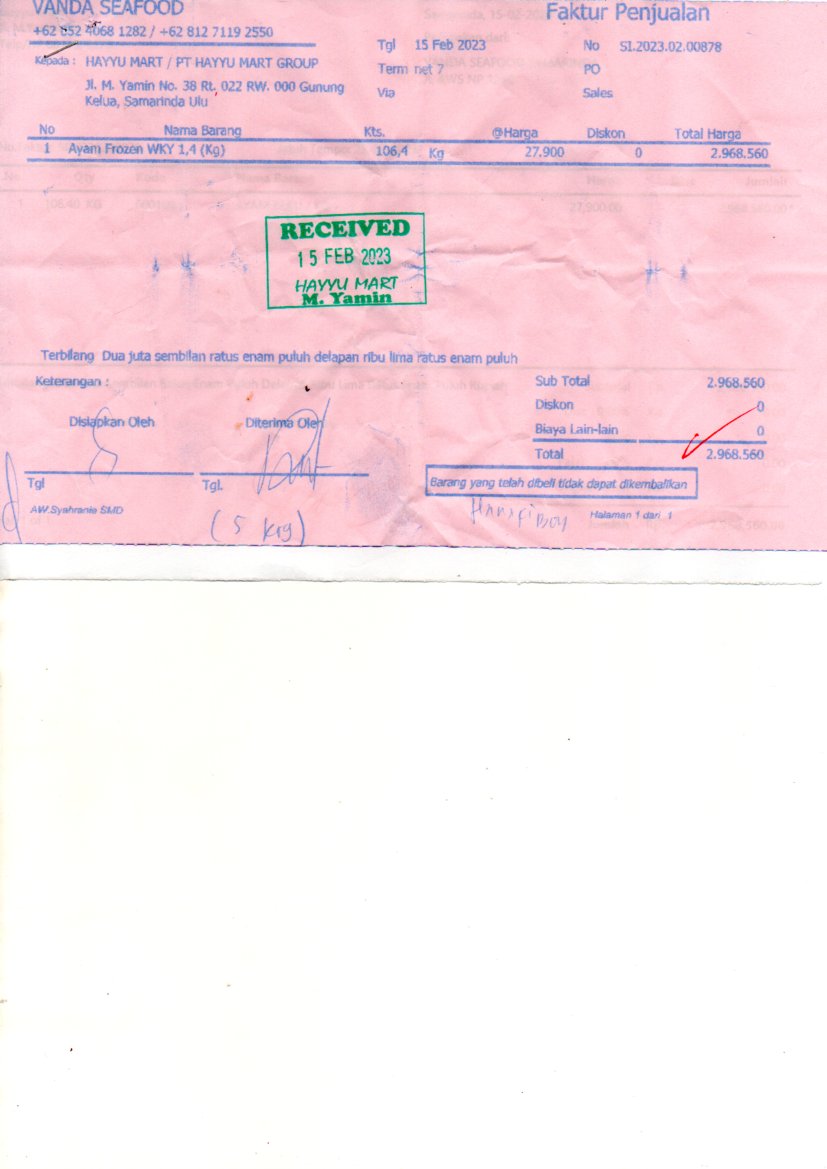 VANDA SEAFOOD
+62 852 4068 1282 / +62 812 7119 2550
Faktur Penjualan
Tgl 15 Feb 2023
No SI.2023.02.00878
Kepada : HAYYU MART / PT HAYYU MART GROUP
Term net 7
PO
Jl. M. Yamin No. 38 Rt. 022 RW. 000 Gunung
Kelua, Samarinda Ulu
Via
Sales
No Nama Barang Kts. @Harga Diskon Total Harga
1 Ayam Frozen WKY 1,4 (Kg) 106,4 Kg 27.900 0 2.968.560
RECEIVED
15 FEB 2023
HAYYU MART
M. Yamin
Terbilang Dua juta sembilan ratus enam puluh delapan ribu lima ratus enam puluh
Keterangan :
Sub Total 2.968.560
Diskon 0
Biaya Lain-lain 0
Total 2.968.560
Disiapkan Oleh Diterima Oleh
Tgl Tgl.
Barang yang telah dibeli tidak dapat dikembalikan
AW.Syahranie SMD
Halaman 1 dari 1
(5 krg)